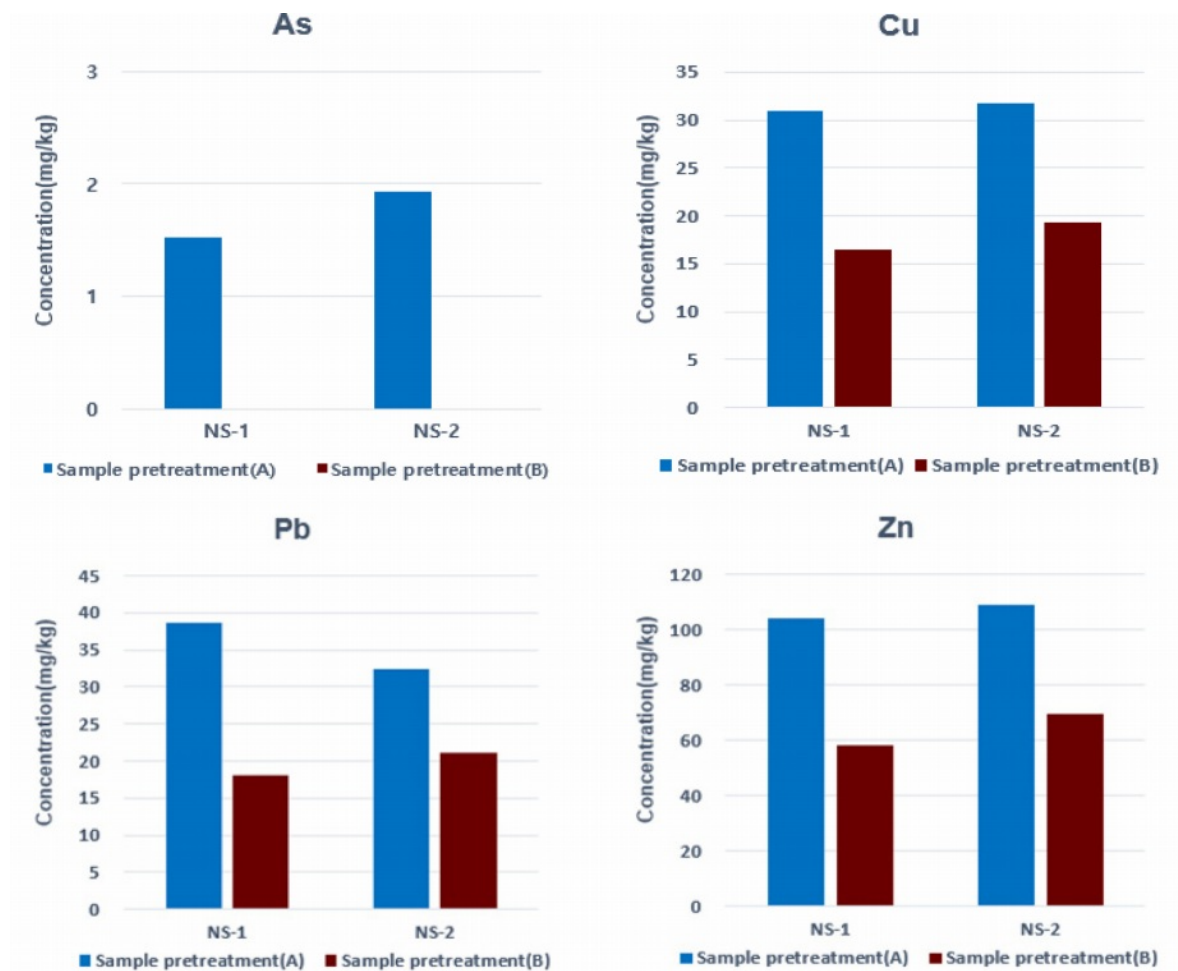 As
Concentration(mg/kg)
3
2
1
0
NS-1 NS-2
Sample pretreatment(A) Sample pretreatment(B)
Cu
Concentration(mg/kg)
35
30
25
20
15
10
5
0
NS-1 NS-2
Sample pretreatment(A) Sample pretreatment(B)
Pb
Concentration(mg/kg)
45
40
35
30
25
20
15
10
5
0
NS-1 NS-2
Sample pretreatment(A) Sample pretreatment(B)
Zn
Concentration(mg/kg)
120
100
80
60
40
20
0
NS-1 NS-2
Sample pretreatment(A) Sample pretreatment(B)